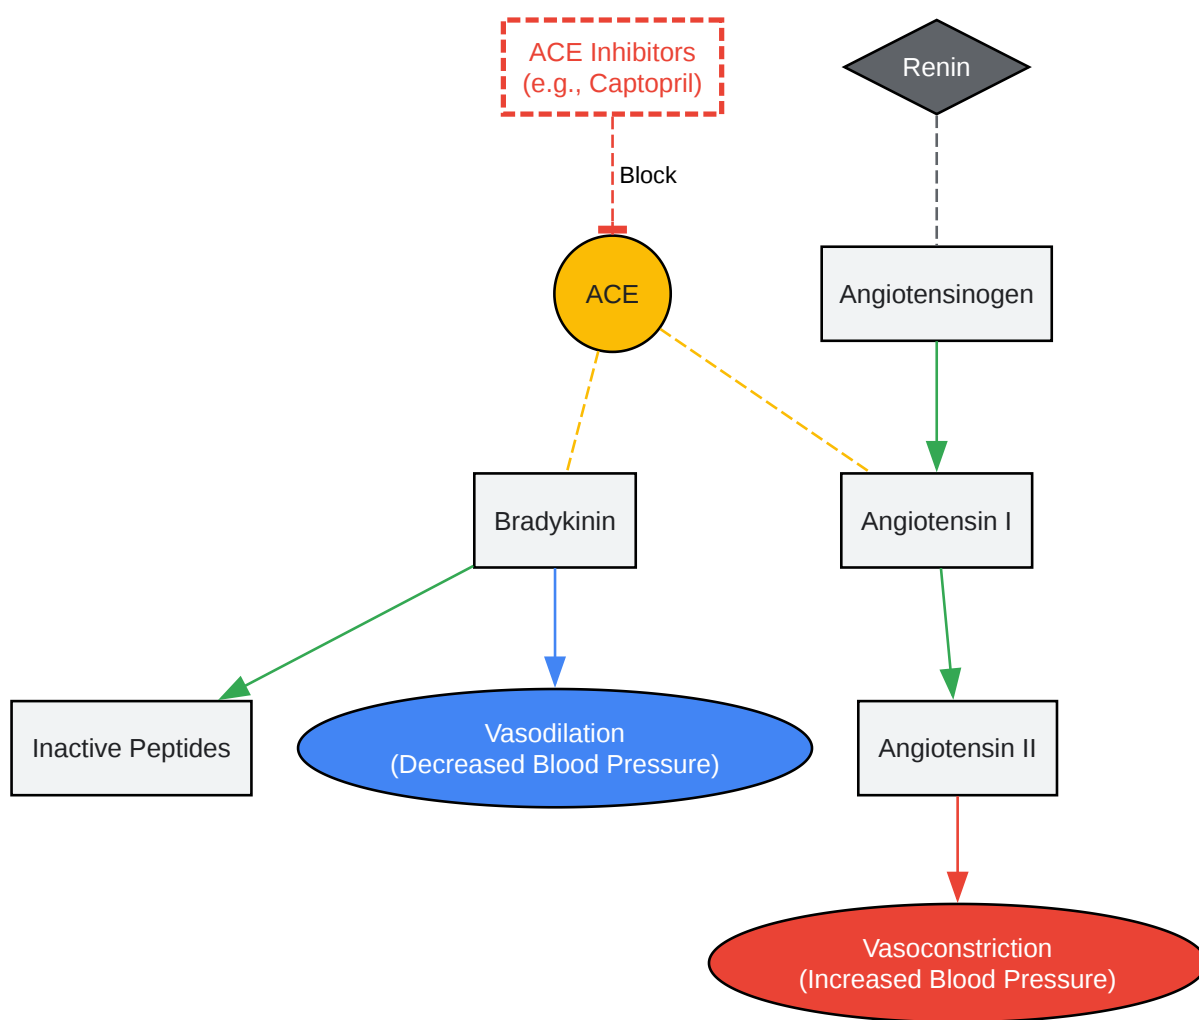 ACE Inhibitors
(e.g., Captopril)
Renin
Block
ACE
Angiotensinogen
Bradykinin
Angiotensin I
Inactive Peptides
Vasodilation
(Decreased Blood Pressure)
Angiotensin II
Vasoconstriction
(Increased Blood Pressure)